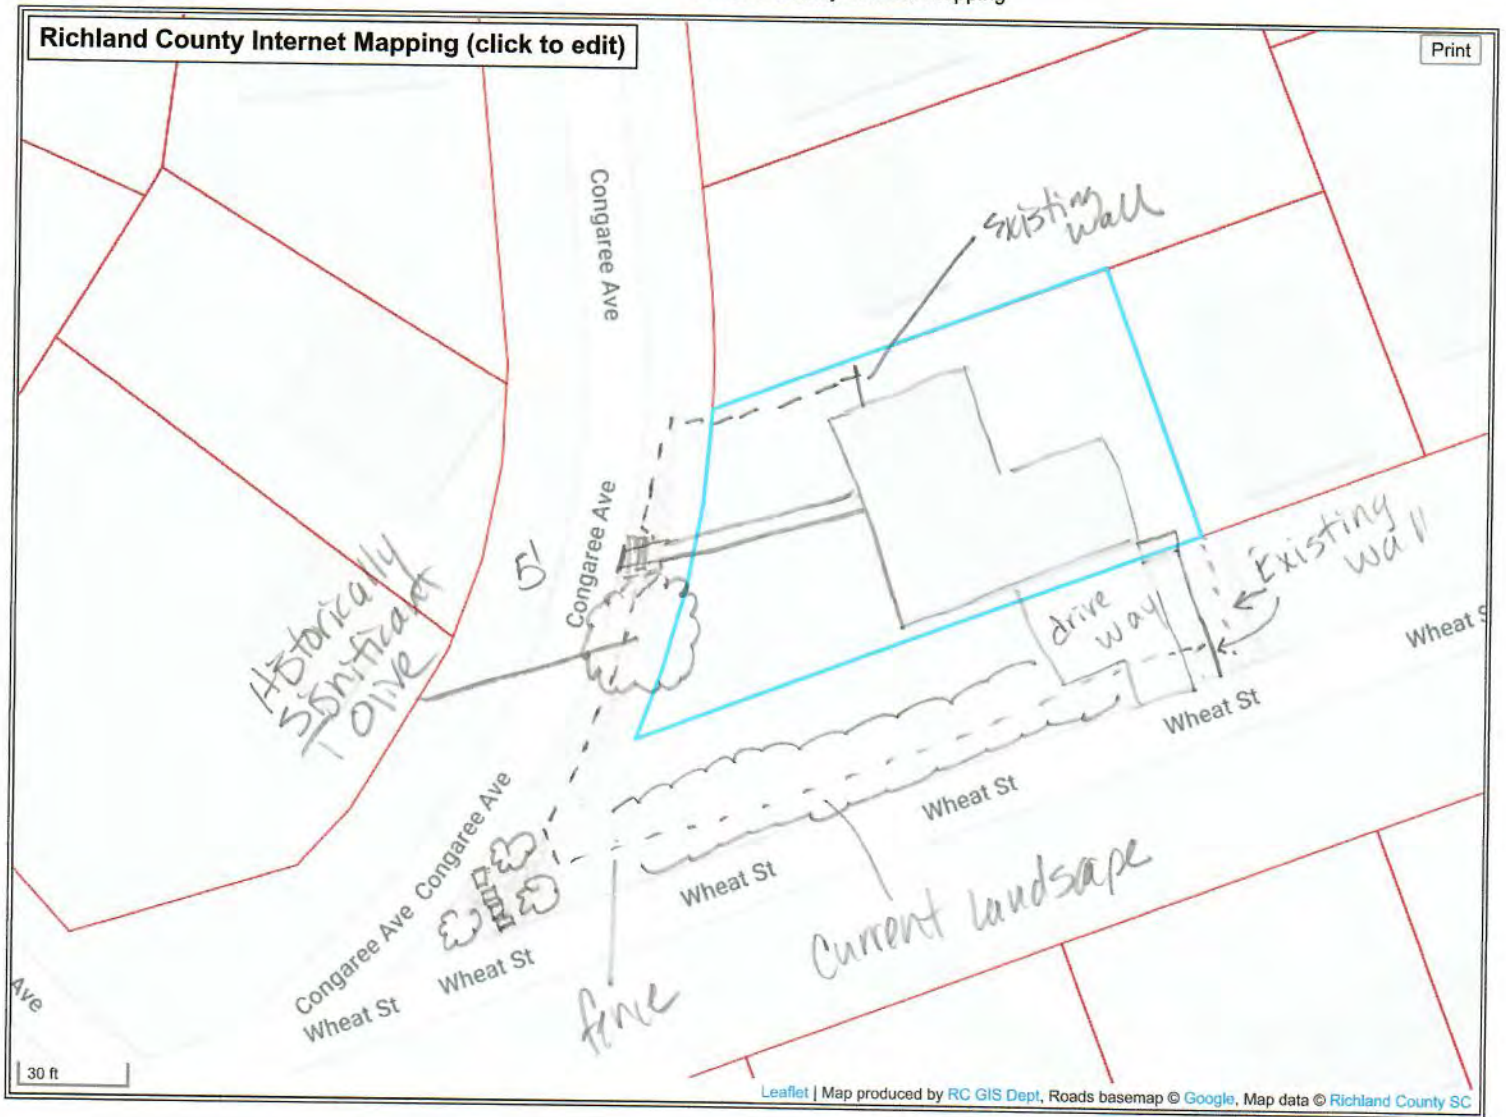 Richland County Internet Mapping (click to edit)
Print
Congaree Ave
Existing
wall
Congaree Ave
5'
Historically
Significant
Olive
Existing
wall
drive
way
Wheat S
Wheat St
Wheat St
Wheat St
Congaree Ave
Congaree Ave
Wheat St
Wheat St
Current landscape
fence
Ave
30 ft
Leaflet | Map produced by RC GIS Dept, Roads basemap © Google, Map data © Richland County SC